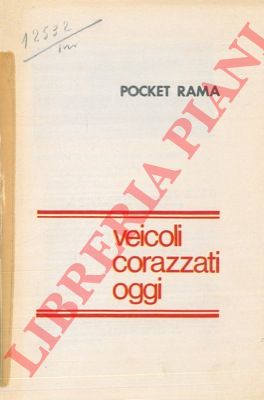 12532
POCKET RAMA
LIBRERIA PIANI
veicoli
corazzati
oggi